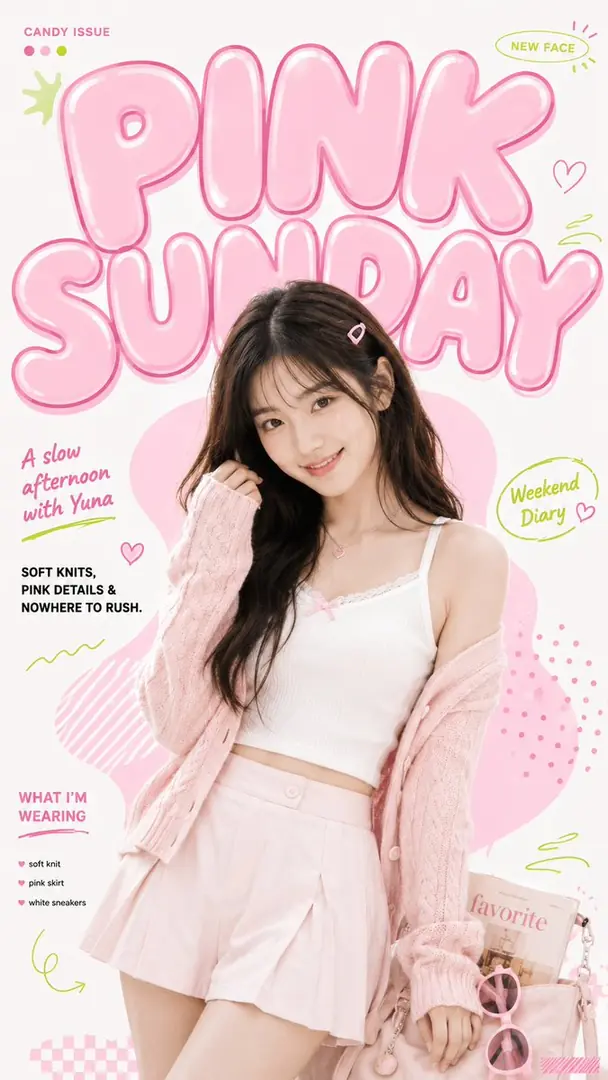 CANDY ISSUE
NEW FACE
PINK
SUNDAY
A slow
afternoon
with Yuna
Weekend
Diary
SOFT KNITS,
PINK DETAILS &
NOWHERE TO RUSH.
WHAT I'M
WEARING
soft knit
pink skirt
white sneakers
favorite